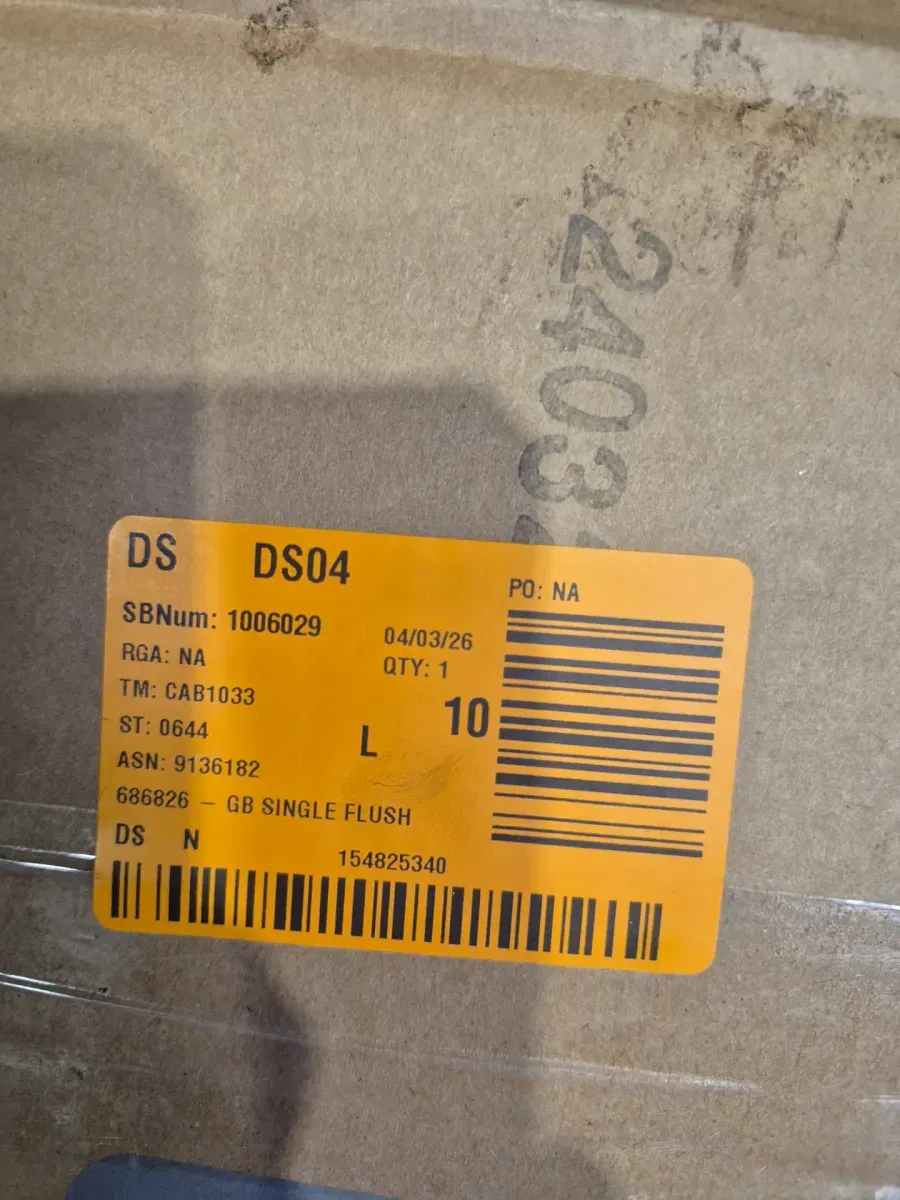 2403
DS DS04
PO: NA
SBNum: 1006029
04/03/26
RGA: NA
QTY: 1
TM: CAB1033
ST: 0644
L 10
ASN: 9136182
686826 – GB SINGLE FLUSH
DS N
154825340